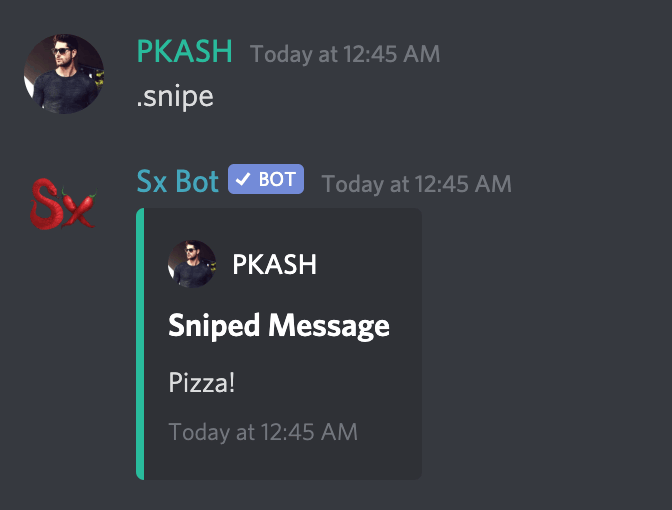 PKASH Today at 12:45 AM
.snipe
Sx
Sx Bot ✓ BOT Today at 12:45 AM
PKASH
Sniped Message
Pizza!
Today at 12:45 AM